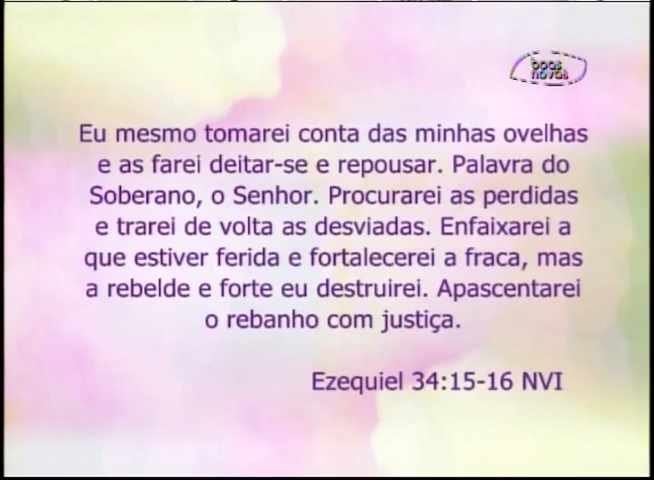 boas
novas
Eu mesmo tomarei conta das minhas ovelhas
e as farei deitar-se e repousar. Palavra do
Soberano, o Senhor. Procurarei as perdidas
e trarei de volta as desviadas. Enfaixarei a
que estiver ferida e fortalecerei a fraca, mas
a rebelde e forte eu destruirei. Apascentarei
o rebanho com justiça.
Ezequiel 34:15-16 NVI